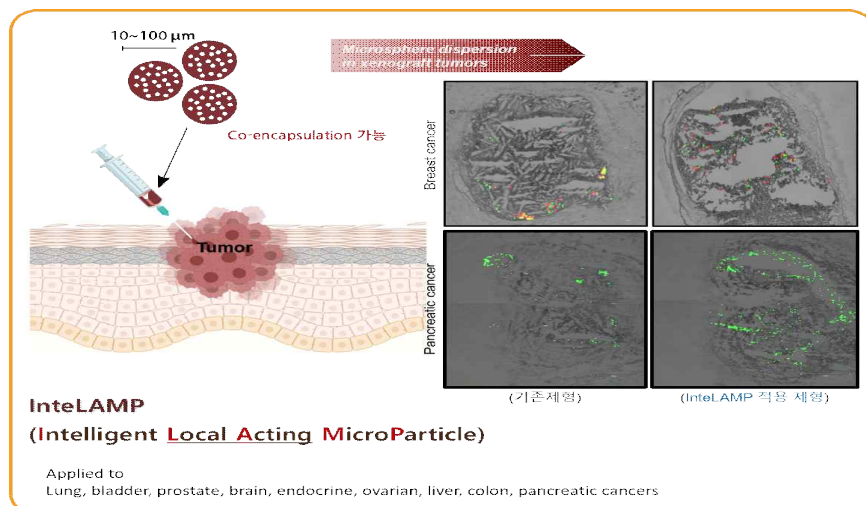 10~100 µm
Microsphere dispersion
in xenograft tumors
Co-encapsulation 가능
Tumor
Breast cancer
Pancreatic cancer
(기존제형)
(InteLAMP 적용 제형)
InteLAMP
(Intelligent Local Acting MicroParticle)
Applied to
Lung, bladder, prostate, brain, endocrine, ovarian, liver, colon, pancreatic cancers